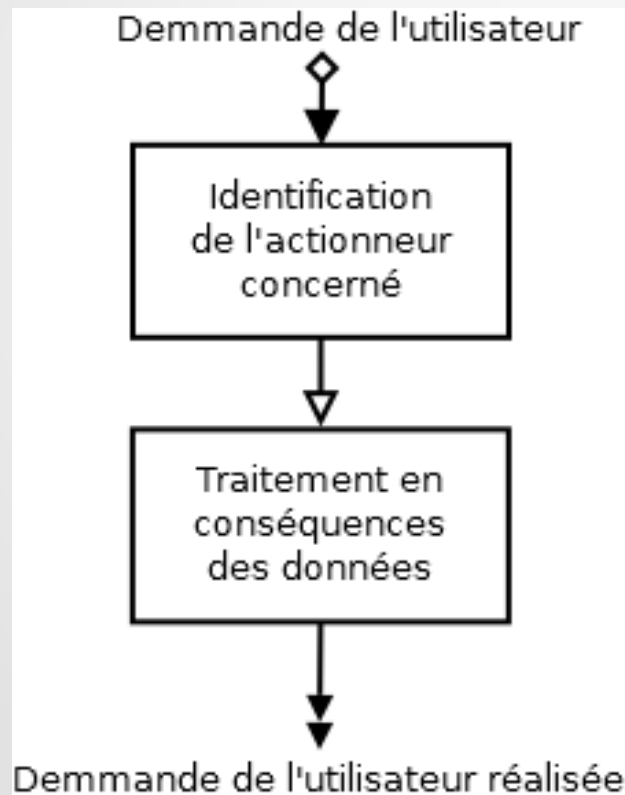 Demmande de l'utilisateur
Identification
de l'actionneur
concerné
Traitement en
conséquences
des données
Demmande de l'utilisateur réalisée